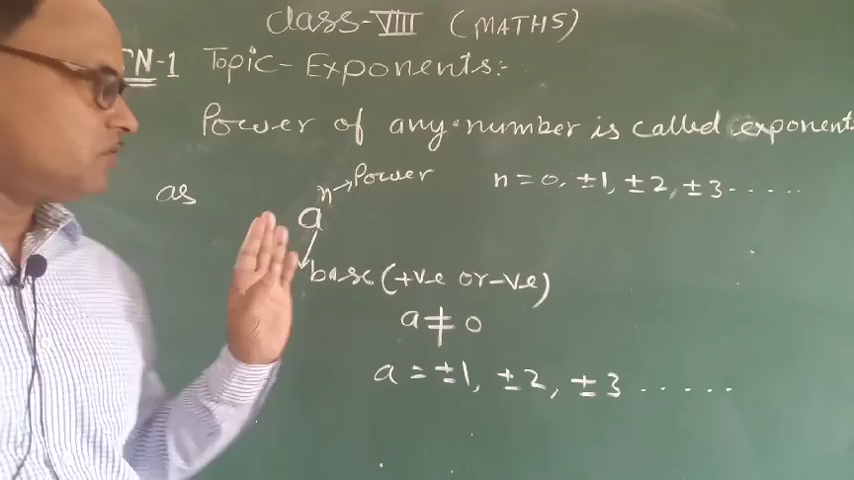 Class-VIII (MATHS)
N-1 Topic-Exponents:-
Power of any number is called exponent.
as aⁿ→Power n = 0, ±1, ±2, ±3......
base (+ve or -ve)
a ≠ 0
a = ±1, ±2, ±3 ......